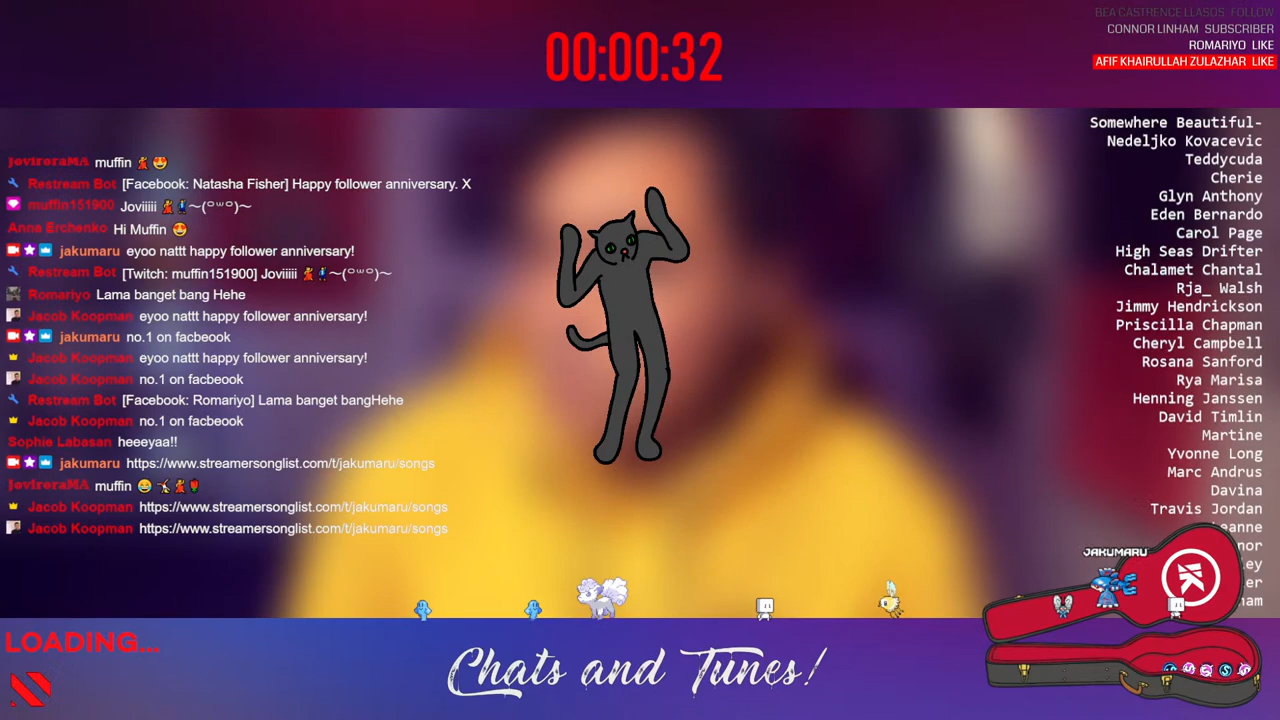 00:00:32
BEA CASTRENCE LLASOS FOLLOW
CONNOR LINHAM SUBSCRIBER
ROMARIYO LIKE
AFIF KHAIRULLAH ZULAZHAR LIKE
JovireraMA muffin
Restream Bot [Facebook: Natasha Fisher] Happy follower anniversary. X
muffin151900 Joviiiii 〜(꒪꒳꒪)〜
Anna Erchenko Hi Muffin
jakumaru eyoo nattt happy follower anniversary!
Restream Bot [Twitch: muffin151900] Joviiiii 〜(꒪꒳꒪)〜
Romariyo Lama banget bang Hehe
Jacob Koopman eyoo nattt happy follower anniversary!
jakumaru no.1 on facbeook
Jacob Koopman eyoo nattt happy follower anniversary!
Jacob Koopman no.1 on facbeook
Restream Bot [Facebook: Romariyo] Lama banget bangHehe
Jacob Koopman no.1 on facbeook
Sophie Labasan heeeyaa!!
jakumaru https://www.streamersonglist.com/t/jakumaru/songs
JovireraMA muffin
Jacob Koopman https://www.streamersonglist.com/t/jakumaru/songs
Jacob Koopman https://www.streamersonglist.com/t/jakumaru/songs
Somewhere Beautiful-
Nedeljko Kovacevic
Teddycuda
Cherie
Glyn Anthony
Eden Bernardo
Carol Page
High Seas Drifter
Chalamet Chantal
Rja_ Walsh
Jimmy Hendrickson
Priscilla Chapman
Cheryl Campbell
Rosana Sanford
Rya Marisa
Henning Janssen
David Timlin
Martine
Yvonne Long
Marc Andrus
Davina
Travis Jordan
JAKUMARU
LOADING...
Chats and Tunes!